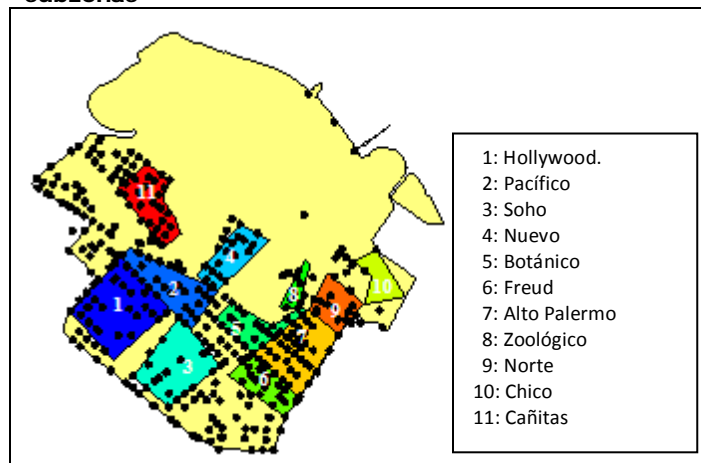 subzonas
11
4
10
8
2
1
9
7
5
3
6
1: Hollywood.
2: Pacífico
3: Soho
4: Nuevo
5: Botánico
6: Freud
7: Alto Palermo
8: Zoológico
9: Norte
10: Chico
11: Cañitas